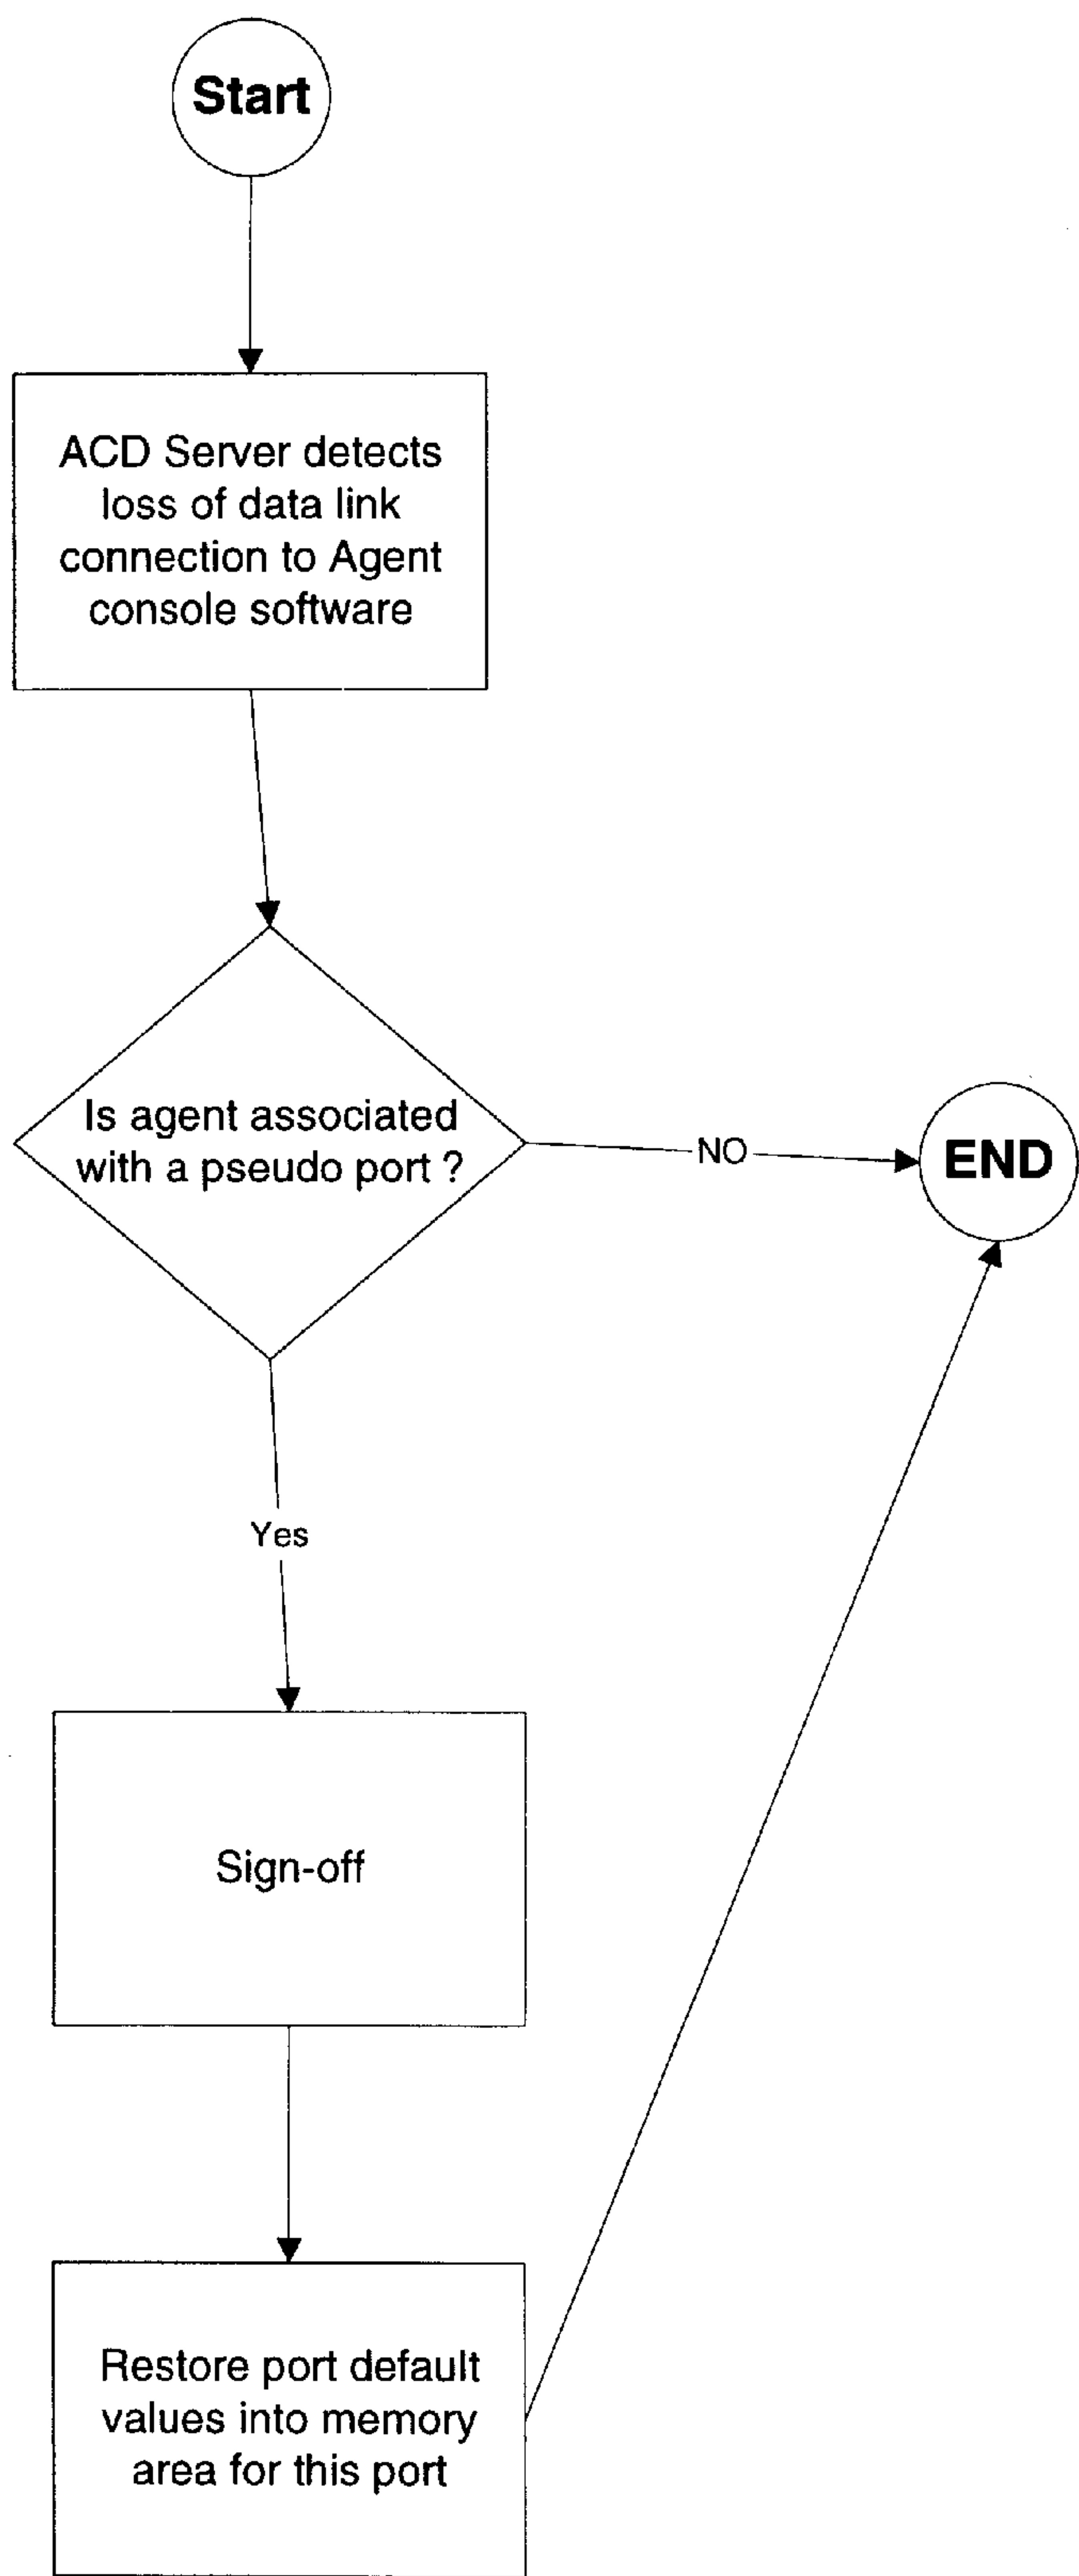 Start
ACD Server detects
loss of data link
connection to Agent
console software
Is agent associated
with a pseudo port ?
NO
END
Yes
Sign-off
Restore port default
values into memory
area for this port